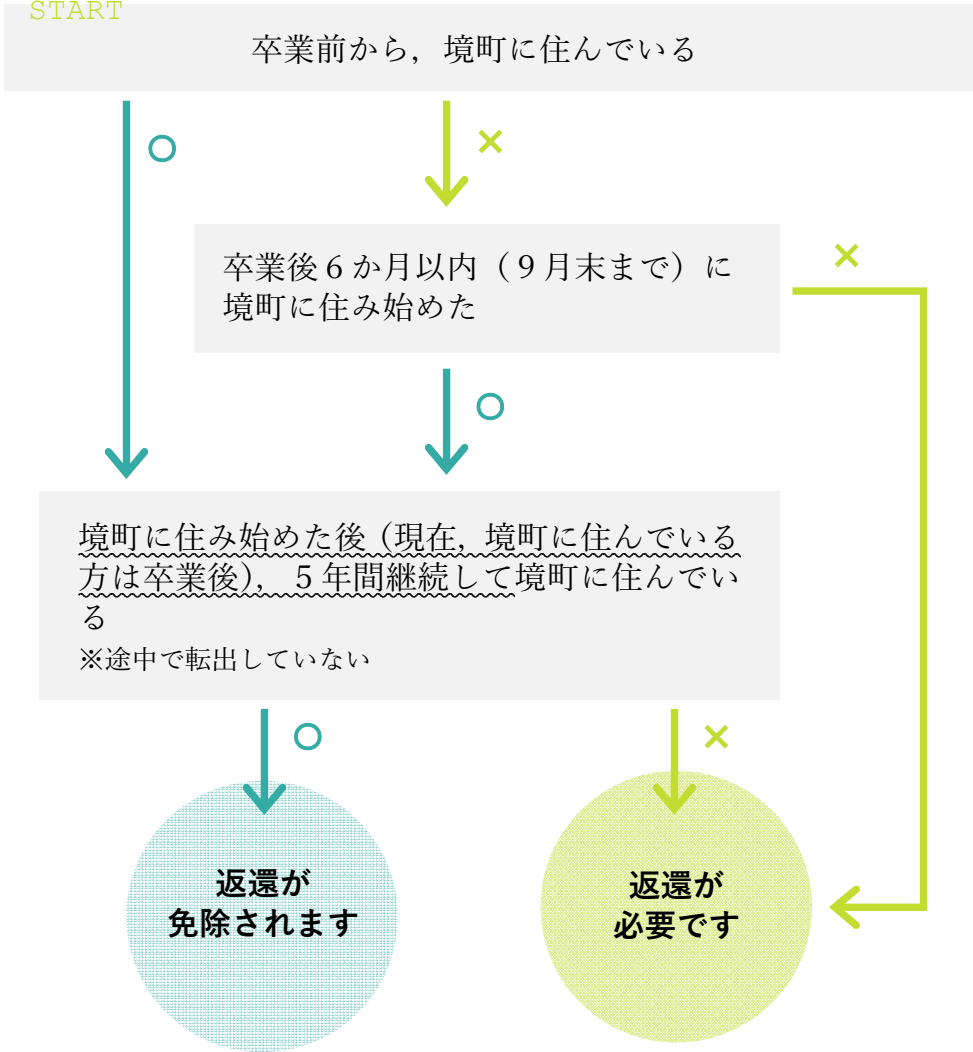 START
卒業前から，境町に住んでいる
○
×
卒業後６か月以内（９月末まで）に
境町に住み始めた
×
○
境町に住み始めた後（現在，境町に住んでいる
方は卒業後），５年間継続して境町に住んでい
る
※途中で転出していない
○
×
返還が
免除されます
返還が
必要です